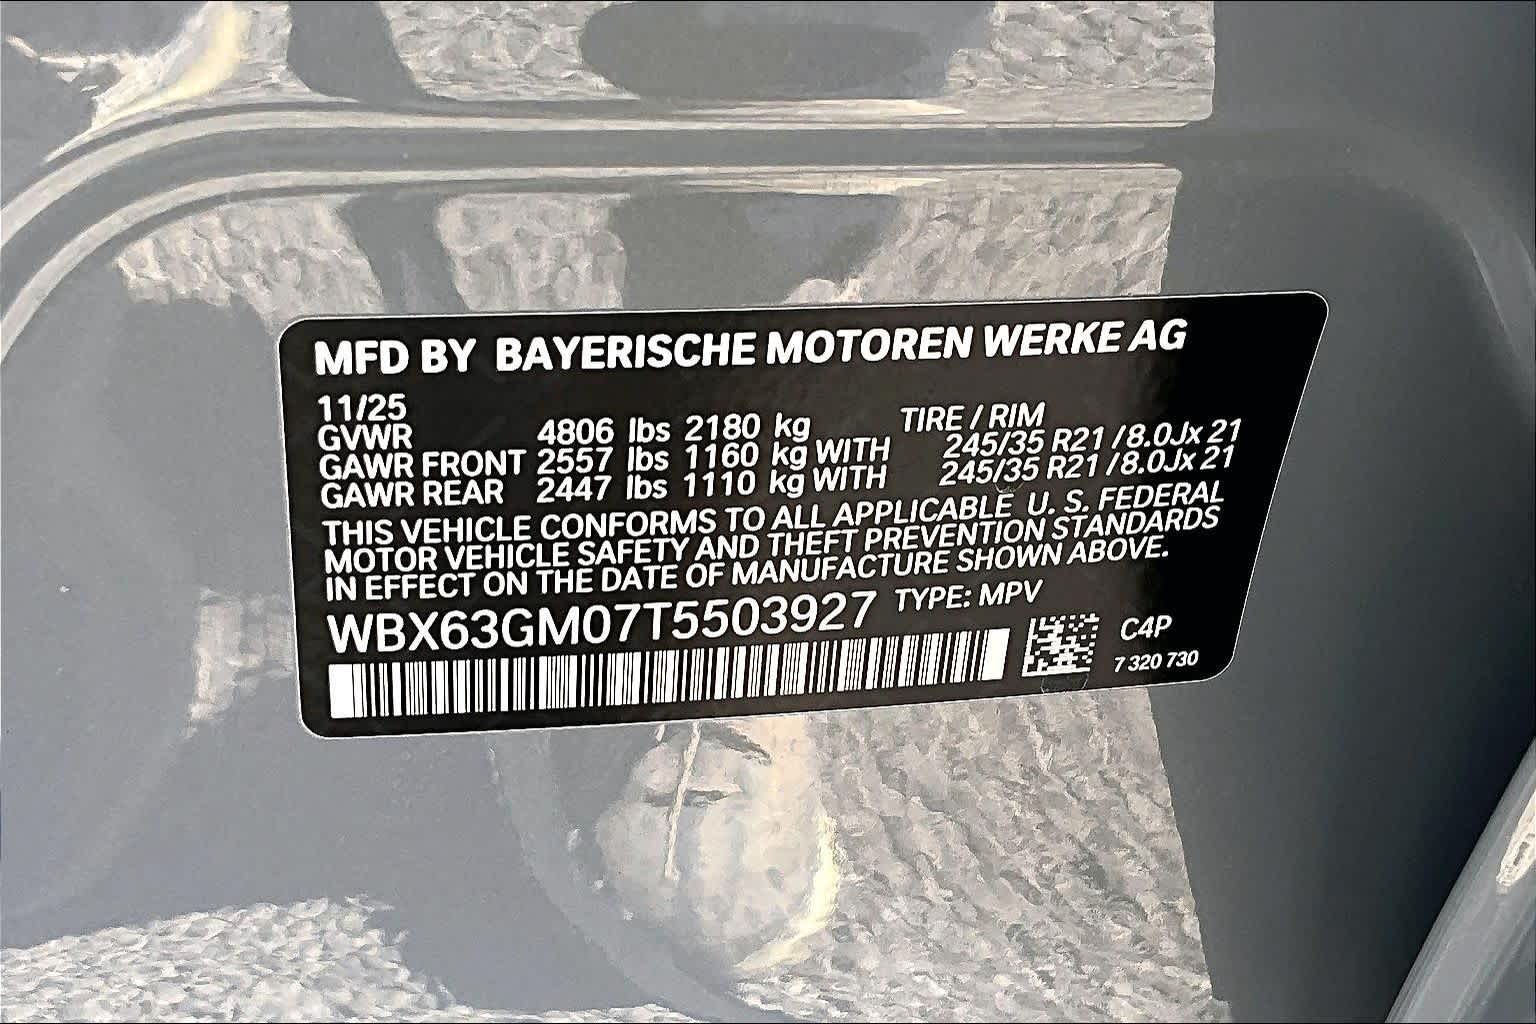 MFD BY BAYERISCHE MOTOREN WERKE AG
11/25
TIRE / RIM
GVWR 4806 lbs 2180 kg
GAWR FRONT 2557 lbs 1160 kg WITH 245/35 R21 / 8.0Jx 21
GAWR REAR 2447 lbs 1110 kg WITH 245/35 R21 / 8.0Jx 21
THIS VEHICLE CONFORMS TO ALL APPLICABLE U. S. FEDERAL
MOTOR VEHICLE SAFETY AND THEFT PREVENTION STANDARDS
IN EFFECT ON THE DATE OF MANUFACTURE SHOWN ABOVE.
WBX63GM07T5503927 TYPE: MPV
C4P
7 320 730